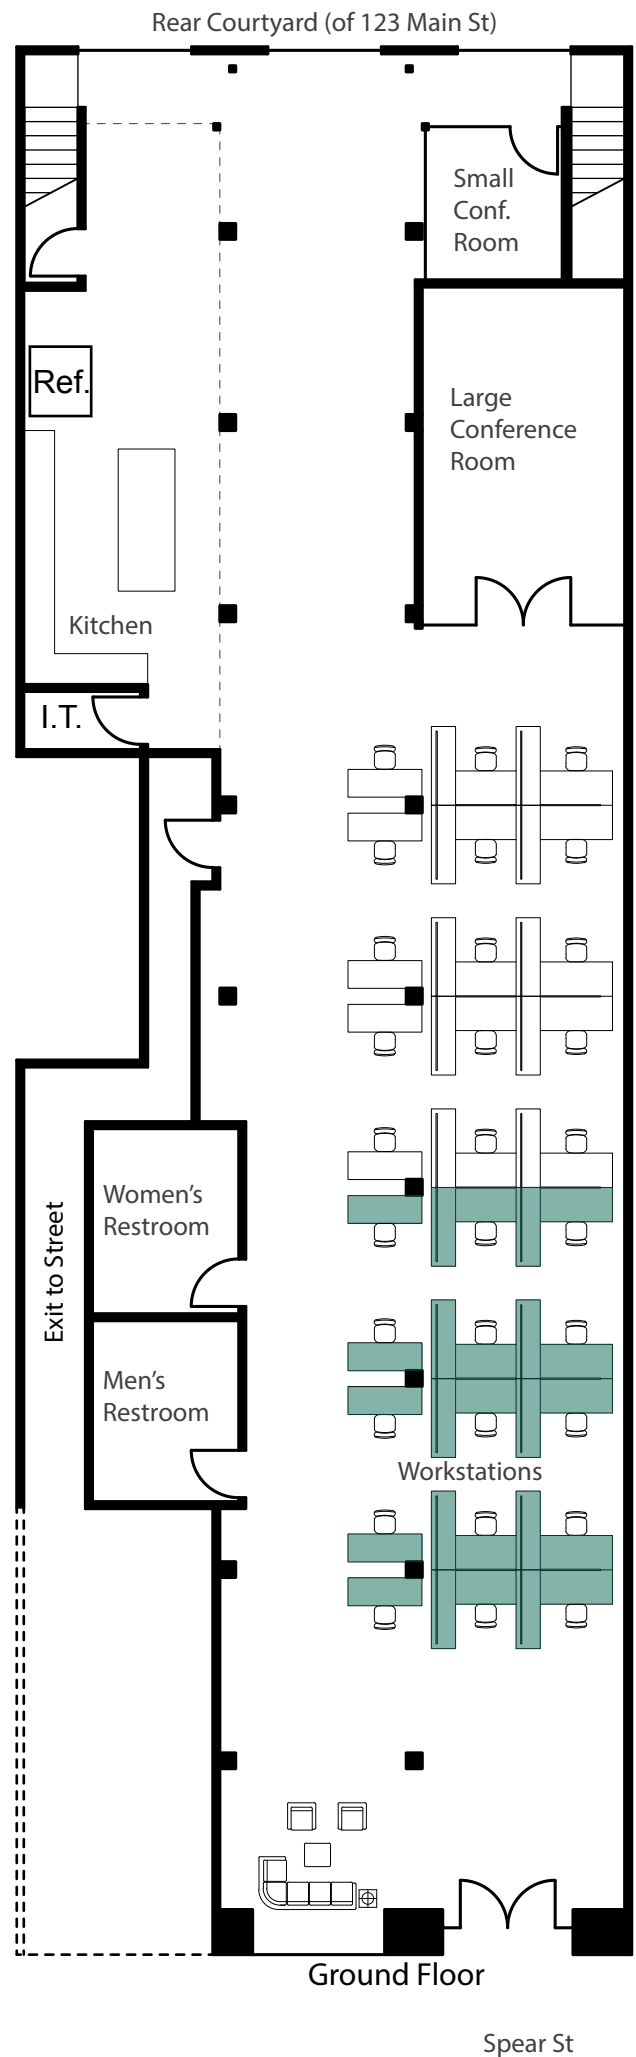 Rear Courtyard (of 123 Main St)
Small
Conf.
Room
Ref.
Large
Conference
Room
Kitchen
I.T.
Women's
Restroom
Exit to Street
Men's
Restroom
Workstations
Ground Floor
Spear St